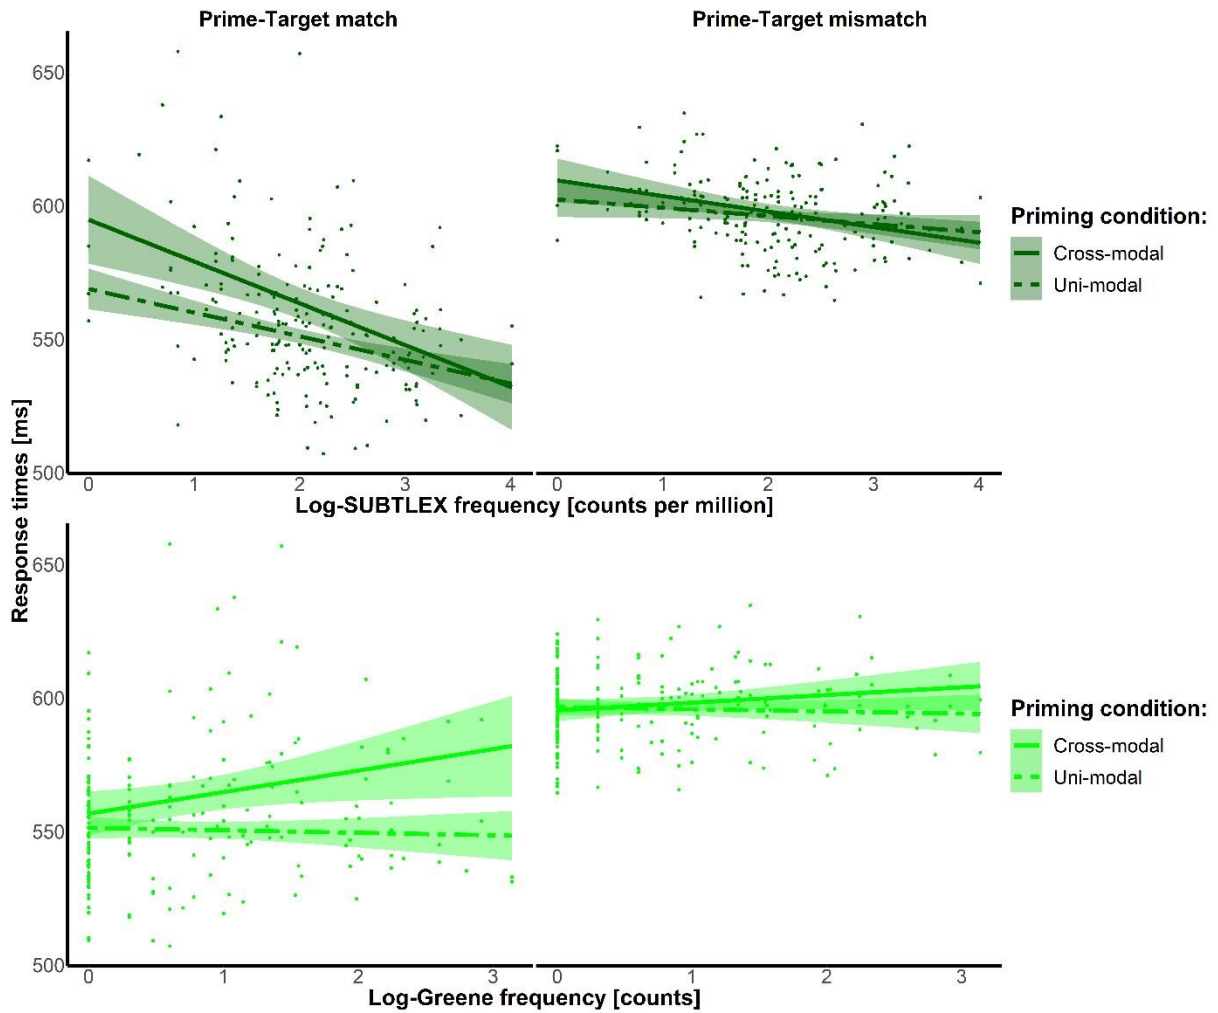 Prime-Target match
Prime-Target mismatch
Response times [ms]
650
600
550
500
0 1 2 3 4
0 1 2 3 4
Log-SUBTLEX frequency [counts per million]
Priming condition:
Cross-modal
Uni-modal
650
600
550
500
0 1 2 3
0 1 2 3
Log-Greene frequency [counts]
Priming condition:
Cross-modal
Uni-modal